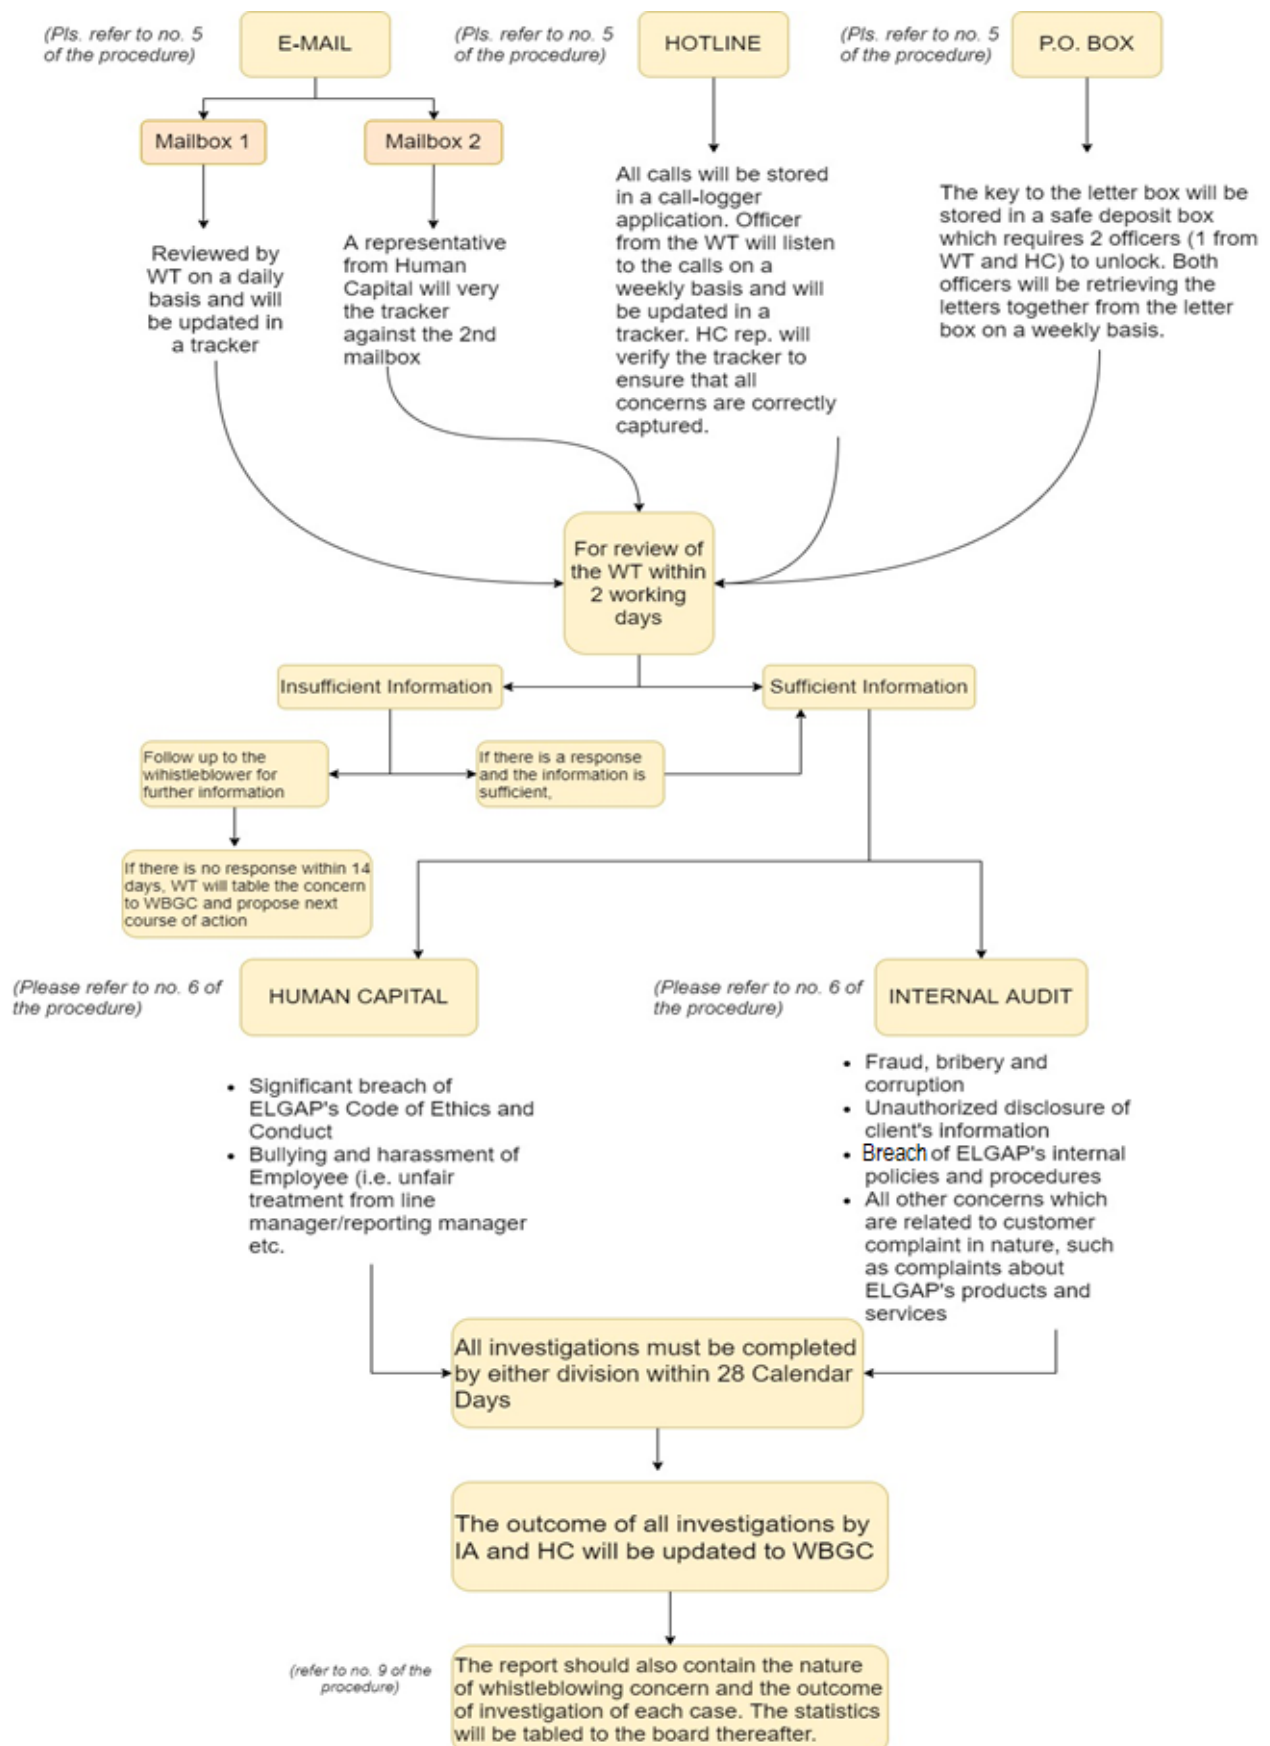 (Pls. refer to no. 5
of the procedure)
E-MAIL
(Pls. refer to no. 5
of the procedure)
HOTLINE
(Pls. refer to no. 5
of the procedure)
P.O. BOX
Mailbox 1
Mailbox 2
Reviewed by
WT on a daily
basis and will
be updated in
a tracker
A representative
from Human
Capital will very
the tracker
against the 2nd
mailbox
All calls will be stored
in a call-logger
application. Officer
from the WT will listen
to the calls on a
weekly basis and will
be updated in a
tracker. HC rep. will
verify the tracker to
ensure that all
concerns are correctly
captured.
The key to the letter box will be
stored in a safe deposit box
which requires 2 officers (1 from
WT and HC) to unlock. Both
officers will be retrieving the
letters together from the letter
box on a weekly basis.
For review of
the WT within
2 working
days
Insufficient Information
Sufficient Information
Follow up to the
wihistleblower for
further information
If there is a response
and the information is
sufficient,
If there is no response within 14
days, WT will table the concern
to WBGC and propose next
course of action
(Please refer to no. 6 of
the procedure)
HUMAN CAPITAL
(Please refer to no. 6 of
the procedure)
INTERNAL AUDIT
• Significant breach of
ELGAP's Code of Ethics and
Conduct
• Bullying and harassment of
Employee (i.e. unfair
treatment from line
manager/reporting manager
etc.
• Fraud, bribery and
corruption
• Unauthorized disclosure of
client's information
• Breach of ELGAP's internal
policies and procedures
• All other concerns which
are related to customer
complaint in nature, such
as complaints about
ELGAP's products and
services
All investigations must be completed
by either division within 28 Calendar
Days
The outcome of all investigations by
IA and HC will be updated to WBGC
(refer to no. 9 of the
procedure)
The report should also contain the nature
of whistleblowing concern and the outcome
of investigation of each case. The statistics
will be tabled to the board thereafter.